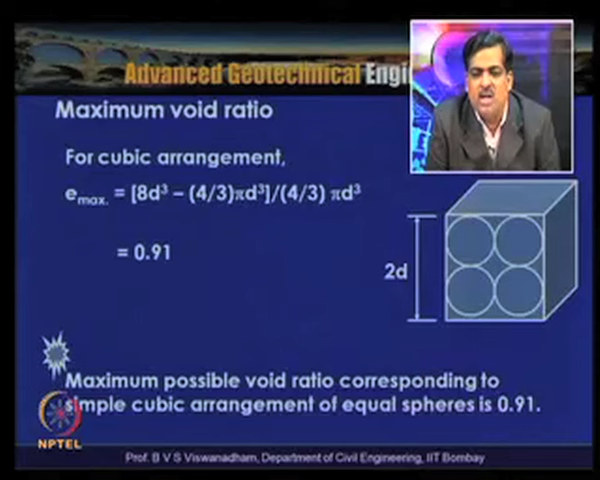 Advanced Geotechnical Engi
Maximum void ratio
For cubic arrangement,
emax. = [8d³ – (4/3)πd³]/(4/3) πd³
= 0.91
2d
Maximum possible void ratio corresponding to
simple cubic arrangement of equal spheres is 0.91.
NPTEL
Prof. B V S Viswanadham, Department of Civil Engineering, IIT Bombay